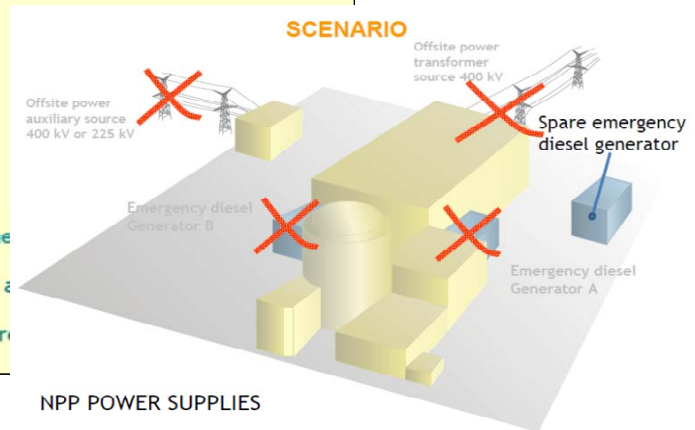 SCENARIO
Offsite power
transformer
source 400 kV
Offsite power
auxiliary source
400 kV or 225 kV
Spare emergency
diesel generator
Emergency diesel
Generator B
Emergency diesel
Generator A
NPP POWER SUPPLIES